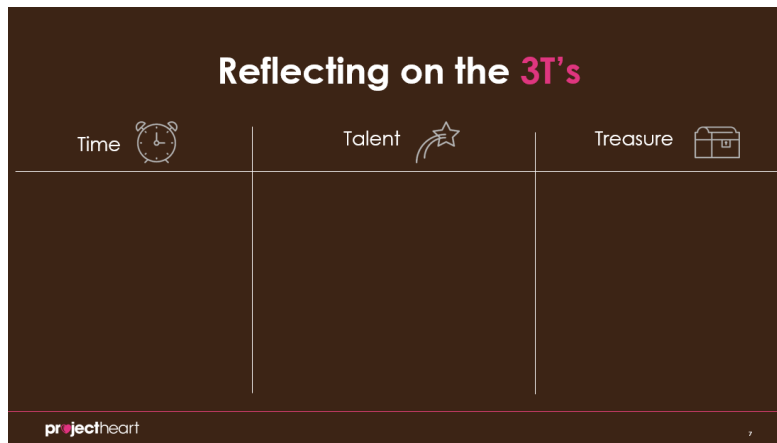 Reflecting on the 3T's
Time
Talent
Treasure
projectheart
7